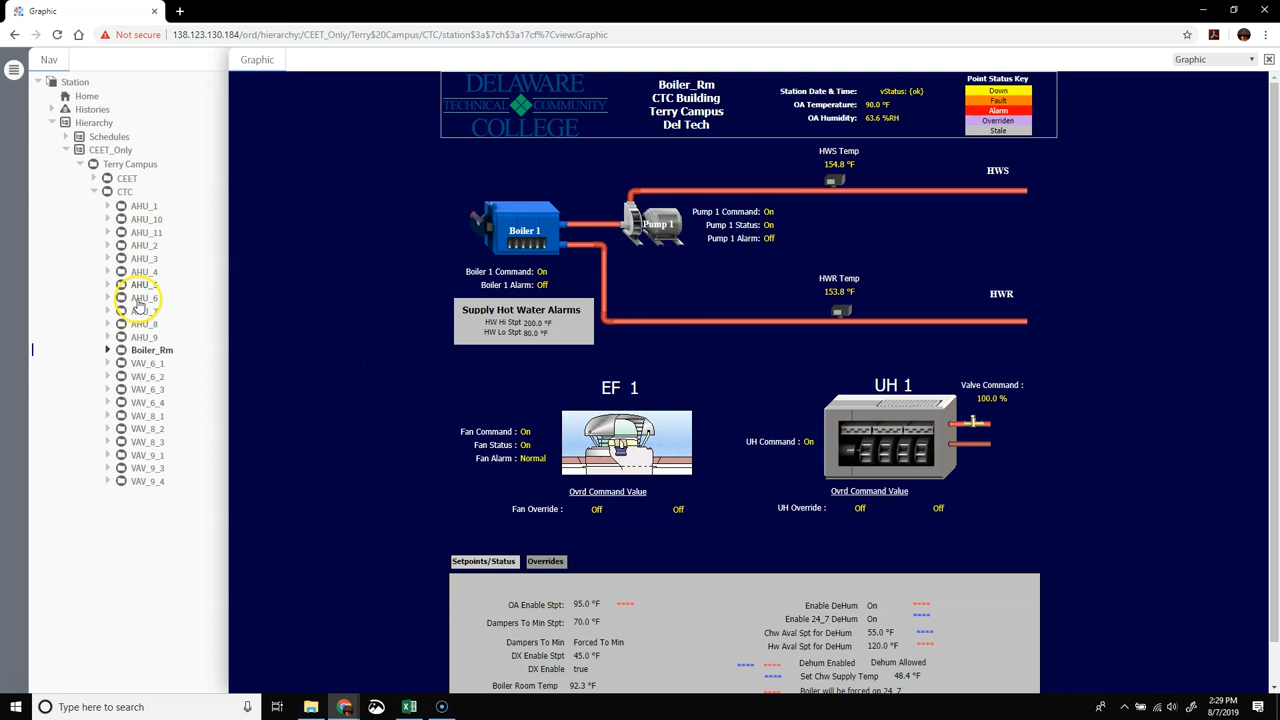 Graphic
Not secure
138.123.130.184/ord/hierarchy:/CEET_Only/Terry$20Campus/CTC/station$3a$7ch$3a$17cf%7Cview:Graphic
Nav
Graphic
Graphic
Station
Home
Histories
Hierarchy
Schedules
CEET_Only
Terry Campus
CEET
CTC
AHU_1
AHU_10
AHU_11
AHU_2
AHU_3
AHU_4
AHU_5
AHU_6
AHU_8
AHU_9
Boiler_Rm
VAV_6_1
VAV_6_2
VAV_6_3
VAV_6_4
VAV_8_1
VAV_8_2
VAV_8_3
VAV_9_1
VAV_9_3
VAV_9_4
DELAWARE
TECHNICAL COMMUNITY
COLLEGE
Boiler_Rm
CTC Building
Terry Campus
Del Tech
Station Date & Time: vStatus: {ok}
OA Temperature: 90.0 °F
OA Humidity: 63.6 %RH
Point Status Key
Down
Fault
Alarm
Overriden
Stale
HWS Temp
154.8 °F
HWS
Boiler 1
Pump 1
Pump 1 Command: On
Pump 1 Status: On
Pump 1 Alarm: Off
Boiler 1 Command: On
Boiler 1 Alarm: Off
HWR Temp
153.8 °F
HWR
Supply Hot Water Alarms
HW Hi Stpt 200.0 °F
HW Lo Stpt 80.0 °F
EF 1
UH 1
Valve Command :
100.0 %
Fan Command : On
Fan Status : On
Fan Alarm : Normal
UH Command : On
Ovrd Command Value
Fan Override : Off Off
Ovrd Command Value
UH Override : Off Off
Setpoints/Status Overrides
OA Enable Stpt: 95.0 °F ----
Dampers To Min Stpt: 70.0 °F
Dampers To Min Forced To Min
DX Enable Stpt 45.0 °F
DX Enable true
Boiler Room Temp 92.3 °F
Enable DeHum On ----
Enable 24_7 DeHum On ----
Chw Aval Spt for DeHum 55.0 °F ----
Hw Aval Spt for DeHum 120.0 °F ----
---- ---- Dehum Enabled Dehum Allowed
---- Set Chw Supply Temp 48.4 °F
---- Boiler will be forced on 24_7
Type here to search
2:29 PM
8/7/2019